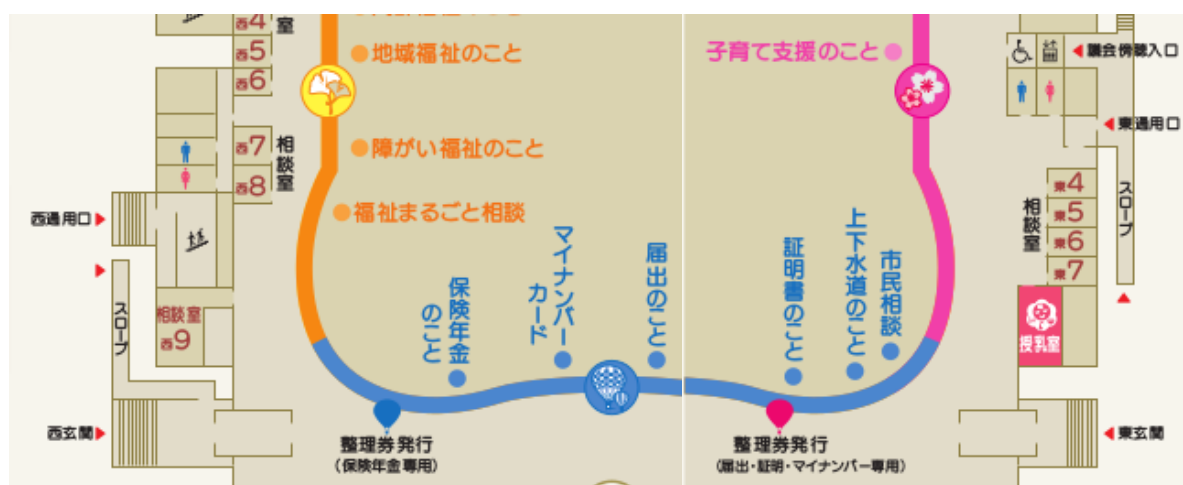 西4
室
西5
西6
地域福祉のこと
子育て支援のこと
議会傍聴入口
東通用口
西7
西8
相談室
障がい福祉のこと
福祉まるごと相談
西通用口
スロープ
相談室
西9
西玄関
保険年金
のこと
マイナンバー
カード
届出のこと
証明書のこと
上下水道のこと
市民相談
相談室
東4
東5
東6
東7
スロープ
授乳室
東玄関
整理券発行
(保険年金専用)
整理券発行
(届出・証明・マイナンバー専用)